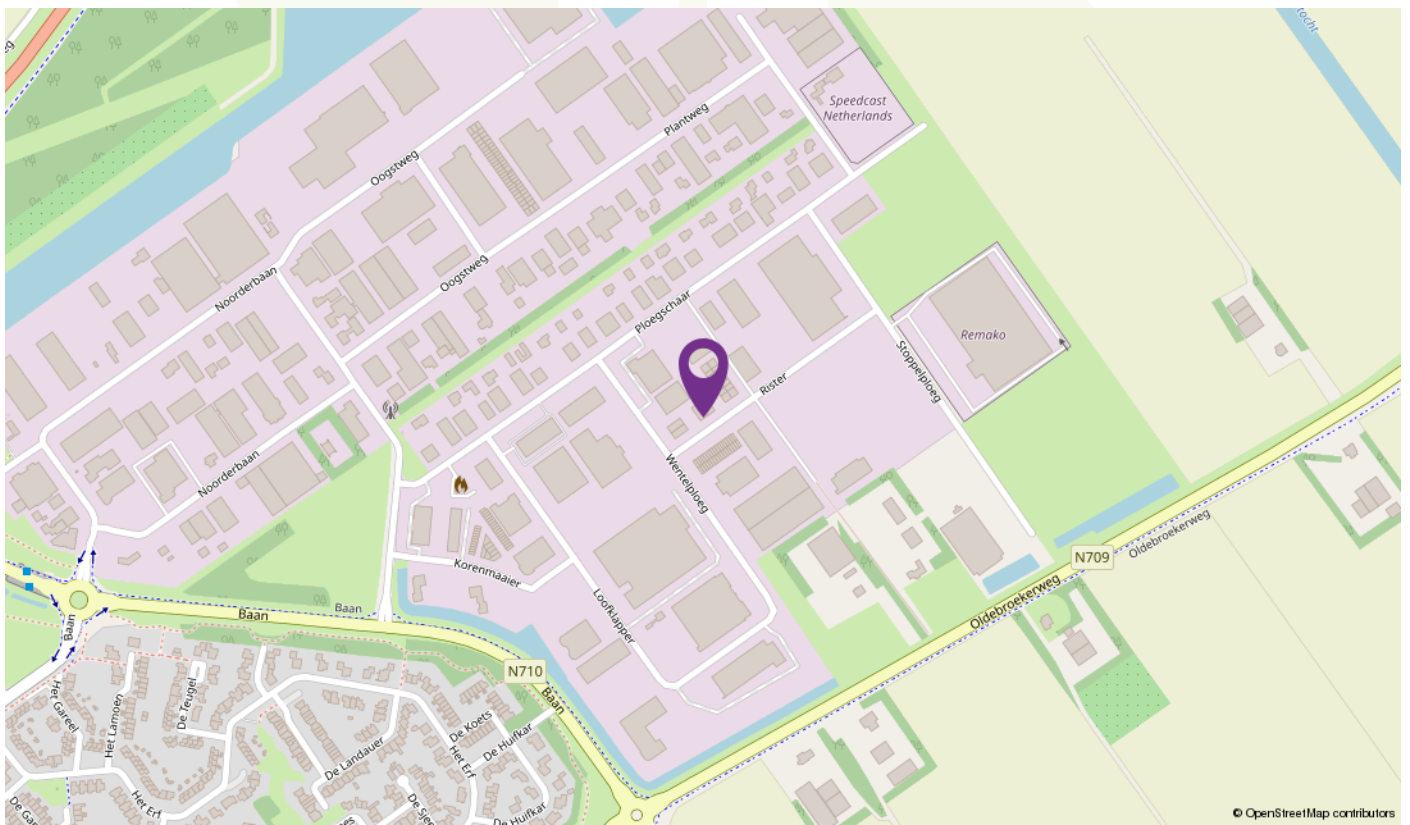 tocht
Speedcast
Netherlands
Plantweg
Oogstweg
Noorderbaan
Oogstweg
Ploegschaar
Remako
Rister
Stoppelploeg
Noorderbaan
Wentelploeg
Korenmaaier
Loofklapper
N709
Oldebroekerweg
Oldebroekerweg
Baan
Baan
Baan
N710
Baan
Het Gareel
Het Lamoen
De Teugel
De Landauer
De Koets
De Huifkar
Het Erf
Het Erf
De Huifkar
© OpenStreetMap contributors